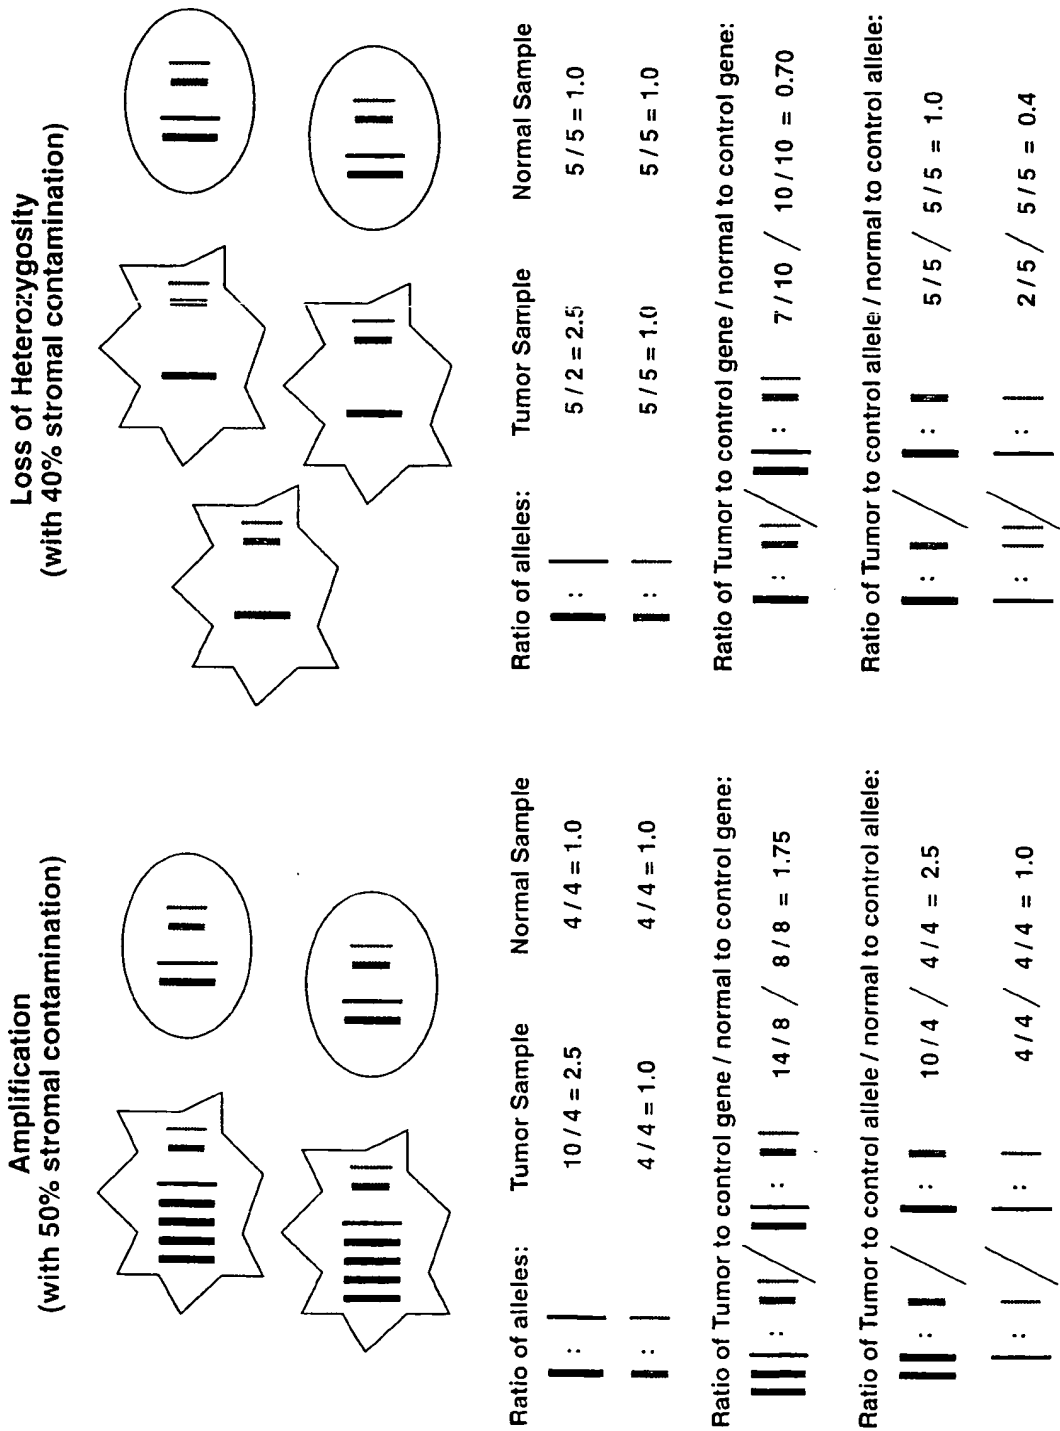 Amplification
(with 50% stromal contamination)
Ratio of alleles:
Tumor Sample
Normal Sample
10 / 4 = 2.5
4 / 4 = 1.0
4 / 4 = 1.0
4 / 4 = 1.0
Ratio of Tumor to control gene / normal to control gene:
14 / 8 / 8 / 8 = 1.75
Ratio of Tumor to control allele / normal to control allele:
10 / 4 / 4 / 4 = 2.5
4 / 4 / 4 / 4 = 1.0
Loss of Heterozygosity
(with 40% stromal contamination)
Ratio of alleles:
Tumor Sample
Normal Sample
5 / 2 = 2.5
5 / 5 = 1.0
5 / 5 = 1.0
5 / 5 = 1.0
Ratio of Tumor to control gene / normal to control gene:
7 / 10 / 10 / 10 = 0.70
Ratio of Tumor to control allele / normal to control allele:
5 / 5 / 5 / 5 = 1.0
2 / 5 / 5 / 5 = 0.4